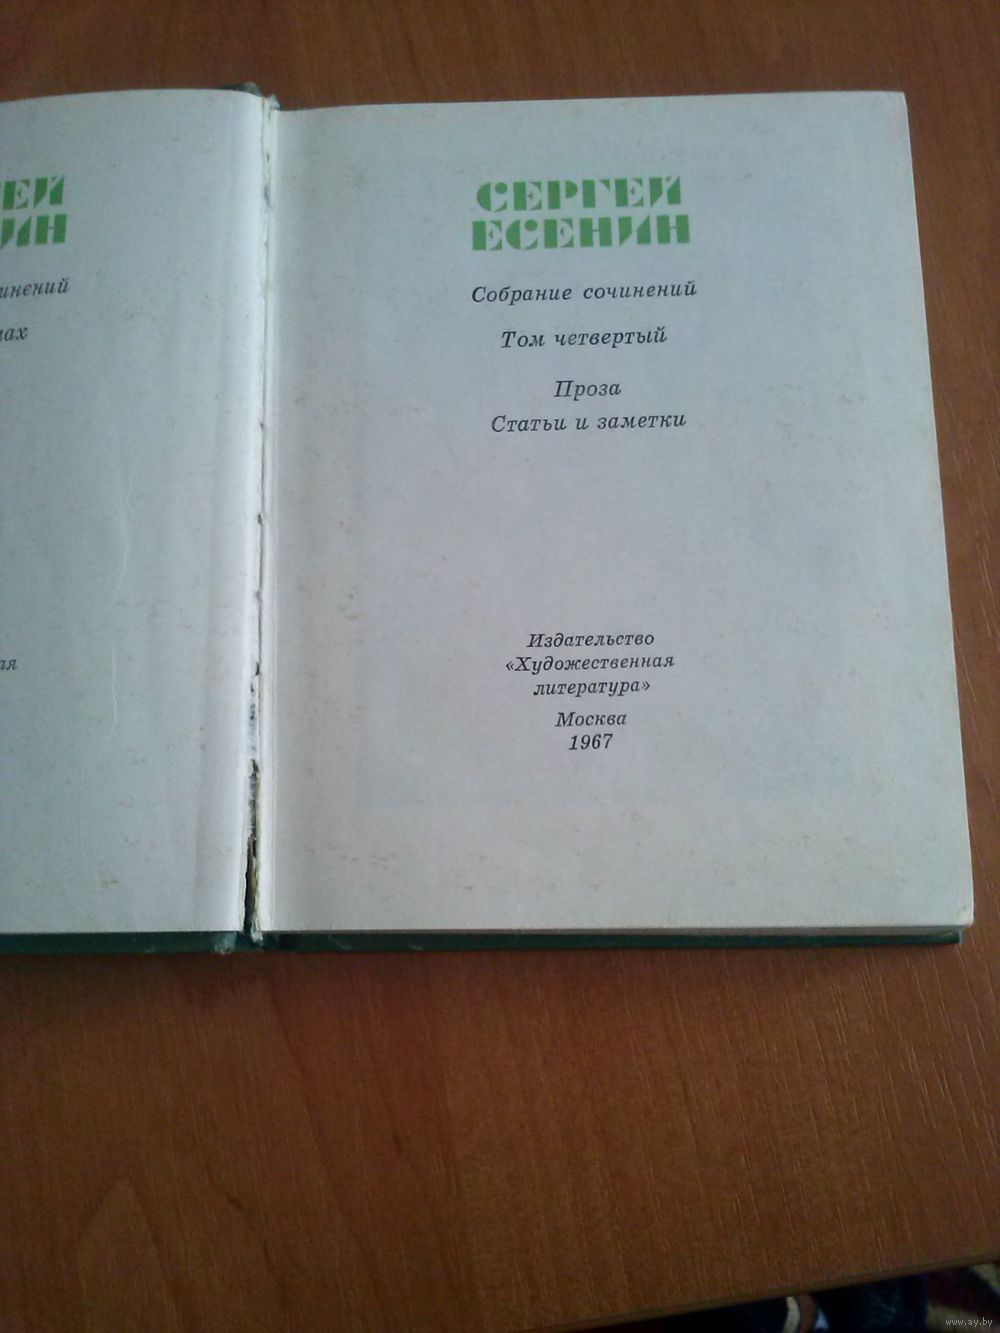 СЕРГЕЙ
ЕСЕНИН
Собрание сочинений
Том четвертый
Проза
Статьи и заметки
Издательство
«Художественная
литература»
Москва
1967
www.ay.by